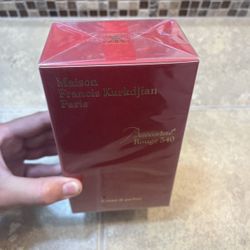 Maison
Francis Kurkdjian
Paris
Baccarat
Rouge 540
Extrait de parfum